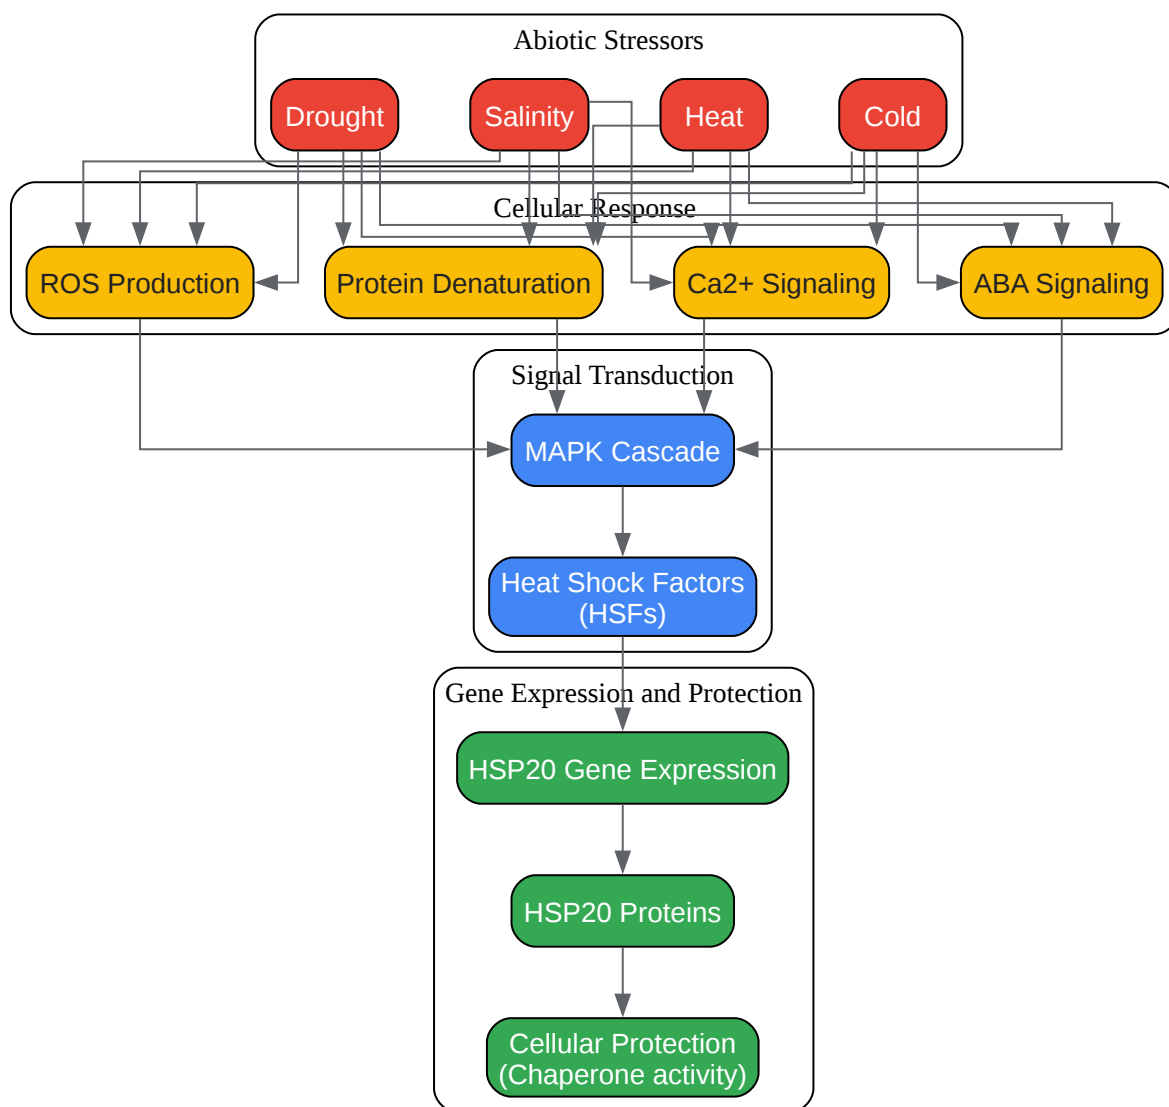 Abiotic Stressors
Drought
Salinity
Heat
Cold
Cellular Response
ROS Production
Protein Denaturation
Ca2+ Signaling
ABA Signaling
Signal Transduction
MAPK Cascade
Heat Shock Factors
(HSFs)
Gene Expression and Protection
HSP20 Gene Expression
HSP20 Proteins
Cellular Protection
(Chaperone activity)